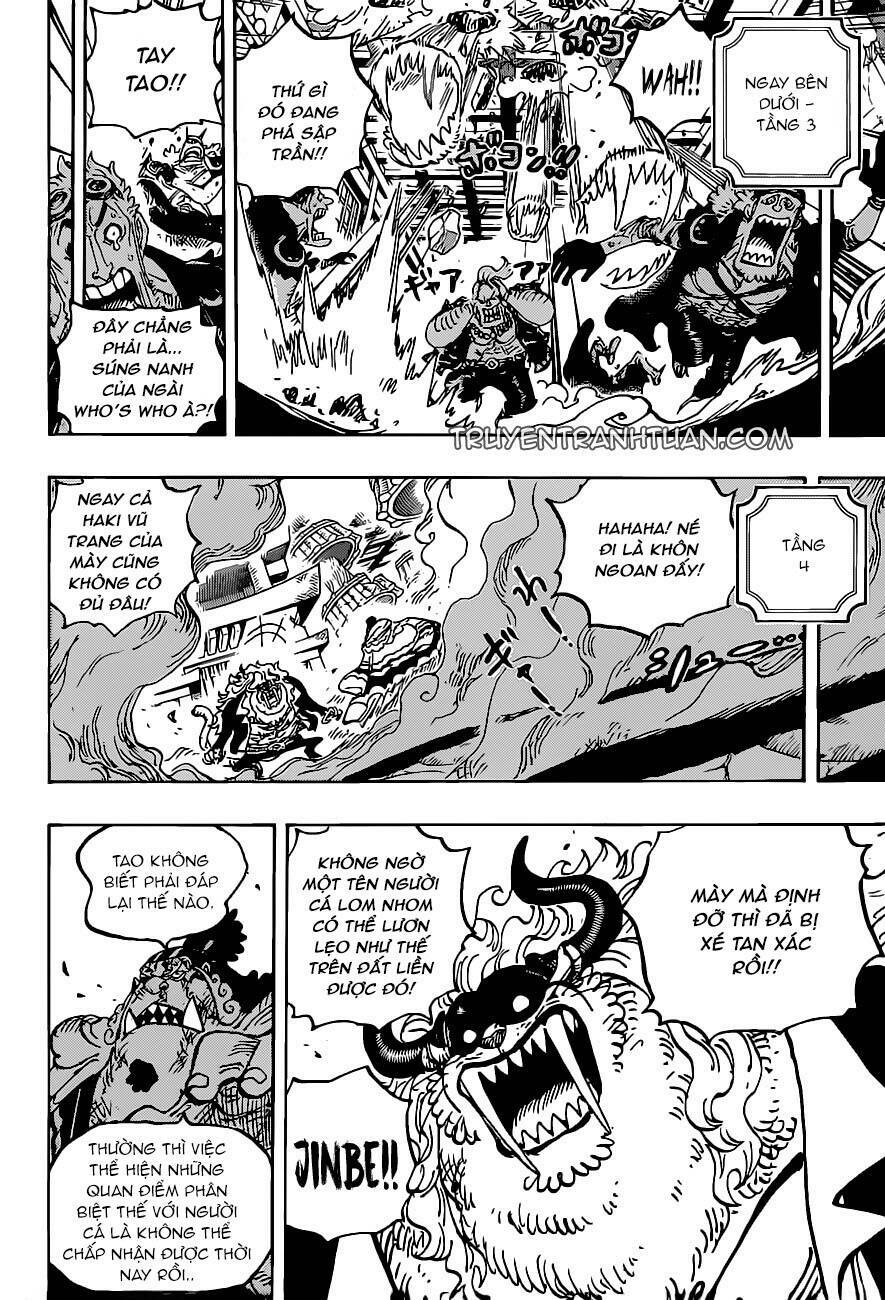 NGAY BÊN
DƯỚI –
TẦNG 3
WAH!!
THỨ GÌ
ĐÓ ĐANG
PHÁ SẬP
TRẦN!!
TAY
TAO!!
ĐÂY CHẲNG
PHẢI LÀ...
SÚNG NANH
CỦA NGÀI
WHO'S WHO À?!
TRUYENTRANHTUAN.COM
TẦNG
4
HAHAHA! NÉ
ĐI LÀ KHÔN
NGOAN ĐẤY!
NGAY CẢ
HAKI VŨ
TRANG CỦA
MÀY CŨNG
KHÔNG CÓ
ĐỦ ĐÂU!
MÀY MÀ ĐỊNH
ĐỠ THÌ ĐÃ BỊ
XÉ TAN XÁC
RỒI!!
KHÔNG NGỜ
MỘT TÊN NGƯỜI
CÁ LOM NHOM
CÓ THỂ LƯƠN
LẸO NHƯ THẾ
TRÊN ĐẤT LIỀN
ĐƯỢC ĐÓ!
JINBE!!
TAO KHÔNG
BIẾT PHẢI ĐÁP
LẠI THẾ NÀO.
THƯỜNG THÌ VIỆC
THỂ HIỆN NHỮNG
QUAN ĐIỂM PHÂN
BIỆT THẾ VỚI NGƯỜI
CÁ LÀ KHÔNG THỂ
CHẤP NHẬN ĐƯỢC THỜI
NAY RỒI..